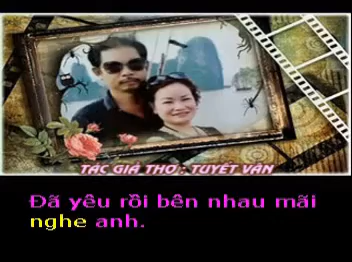 TÁC GIẢ THƠ : TUYẾT VÂN
Đã yêu rồi bên nhau mãi
nghe anh.